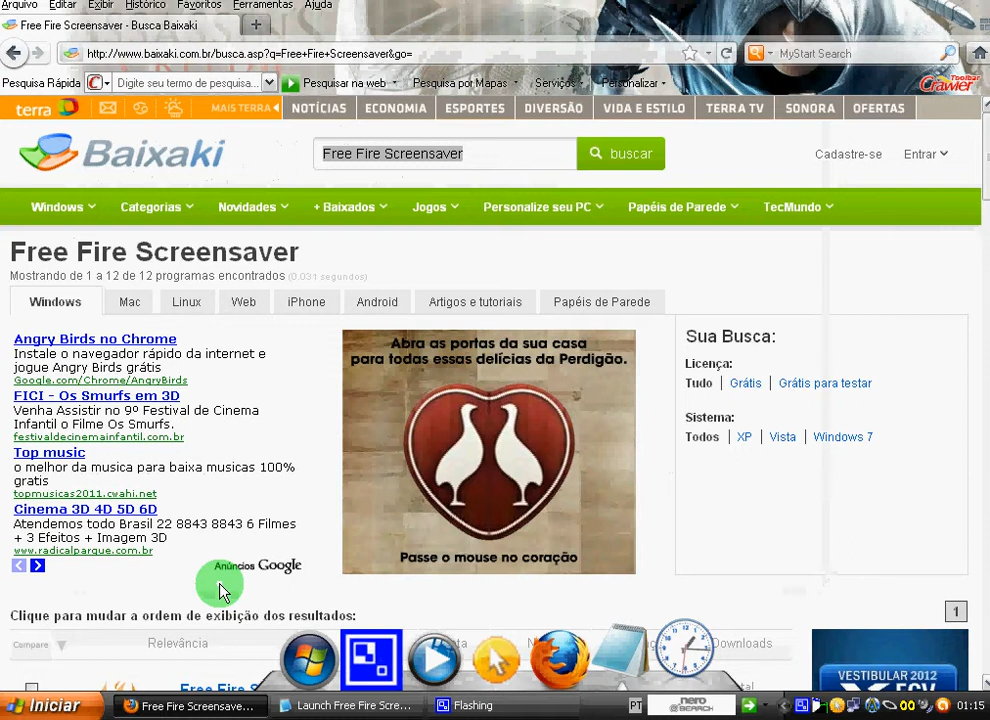 Arquivo Editar Exibir Histórico Favoritos Ferramentas Ajuda
Free Fire Screensaver - Busca Baixaki
http://www.baixaki.com.br/busca.asp?q=Free+Fire+Screensaver&go=
MyStart Search
Pesquisa Rápida
Digite seu termo de pesquisa...
Pesquisar na web
Pesquisa por Mapas
Serviços
Personalizar
Toolbar
Crawler
terra
MAIS TERRA
NOTÍCIAS
ECONOMIA
ESPORTES
DIVERSÃO
VIDA E ESTILO
TERRA TV
SONORA
OFERTAS
Baixaki
Free Fire Screensaver
buscar
Cadastre-se
Entrar
Windows
Categorias
Novidades
+ Baixados
Jogos
Personalize seu PC
Papéis de Parede
TecMundo
Free Fire Screensaver
Mostrando de 1 a 12 de 12 programas encontrados (0.031 segundos)
Windows
Mac
Linux
Web
iPhone
Android
Artigos e tutoriais
Papéis de Parede
Angry Birds no Chrome
Instale o navegador rápido da internet e
jogue Angry Birds grátis
Google.com/Chrome/AngryBirds
FICI - Os Smurfs em 3D
Venha Assistir no 9º Festival de Cinema
Infantil o Filme Os Smurfs.
festivaldecinemainfantil.com.br
Top music
o melhor da musica para baixa musicas 100%
gratis
topmusicas2011.cwahi.net
Cinema 3D 4D 5D 6D
Atendemos todo Brasil 22 8843 8843 6 Filmes
+ 3 Efeitos + Imagem 3D
www.radicalparque.com.br
Anúncios Google
Abra as portas da sua casa
para todas essas delícias da Perdigão.
Passe o mouse no coração
Sua Busca:
Licença:
Tudo | Grátis | Grátis para testar
Sistema:
Todos | XP | Vista | Windows 7
1
Clique para mudar a ordem de exibição dos resultados:
Compare
Relevância
Downloads
Free Fire S
VESTIBULAR 2012
Iniciar
Free Fire Screensave...
Launch Free Fire Sc...
Flashing
PT
nero
SEARCH
01:15